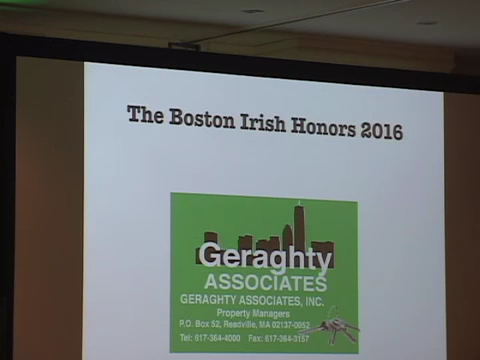 The Boston Irish Honors 2016
Geraghty
ASSOCIATES
GERAGHTY ASSOCIATES, INC.
Property Managers
P.O. Box 52, Readville, MA 02137-0052
Tel: 617-364-4000 Fax: 617-364-3157